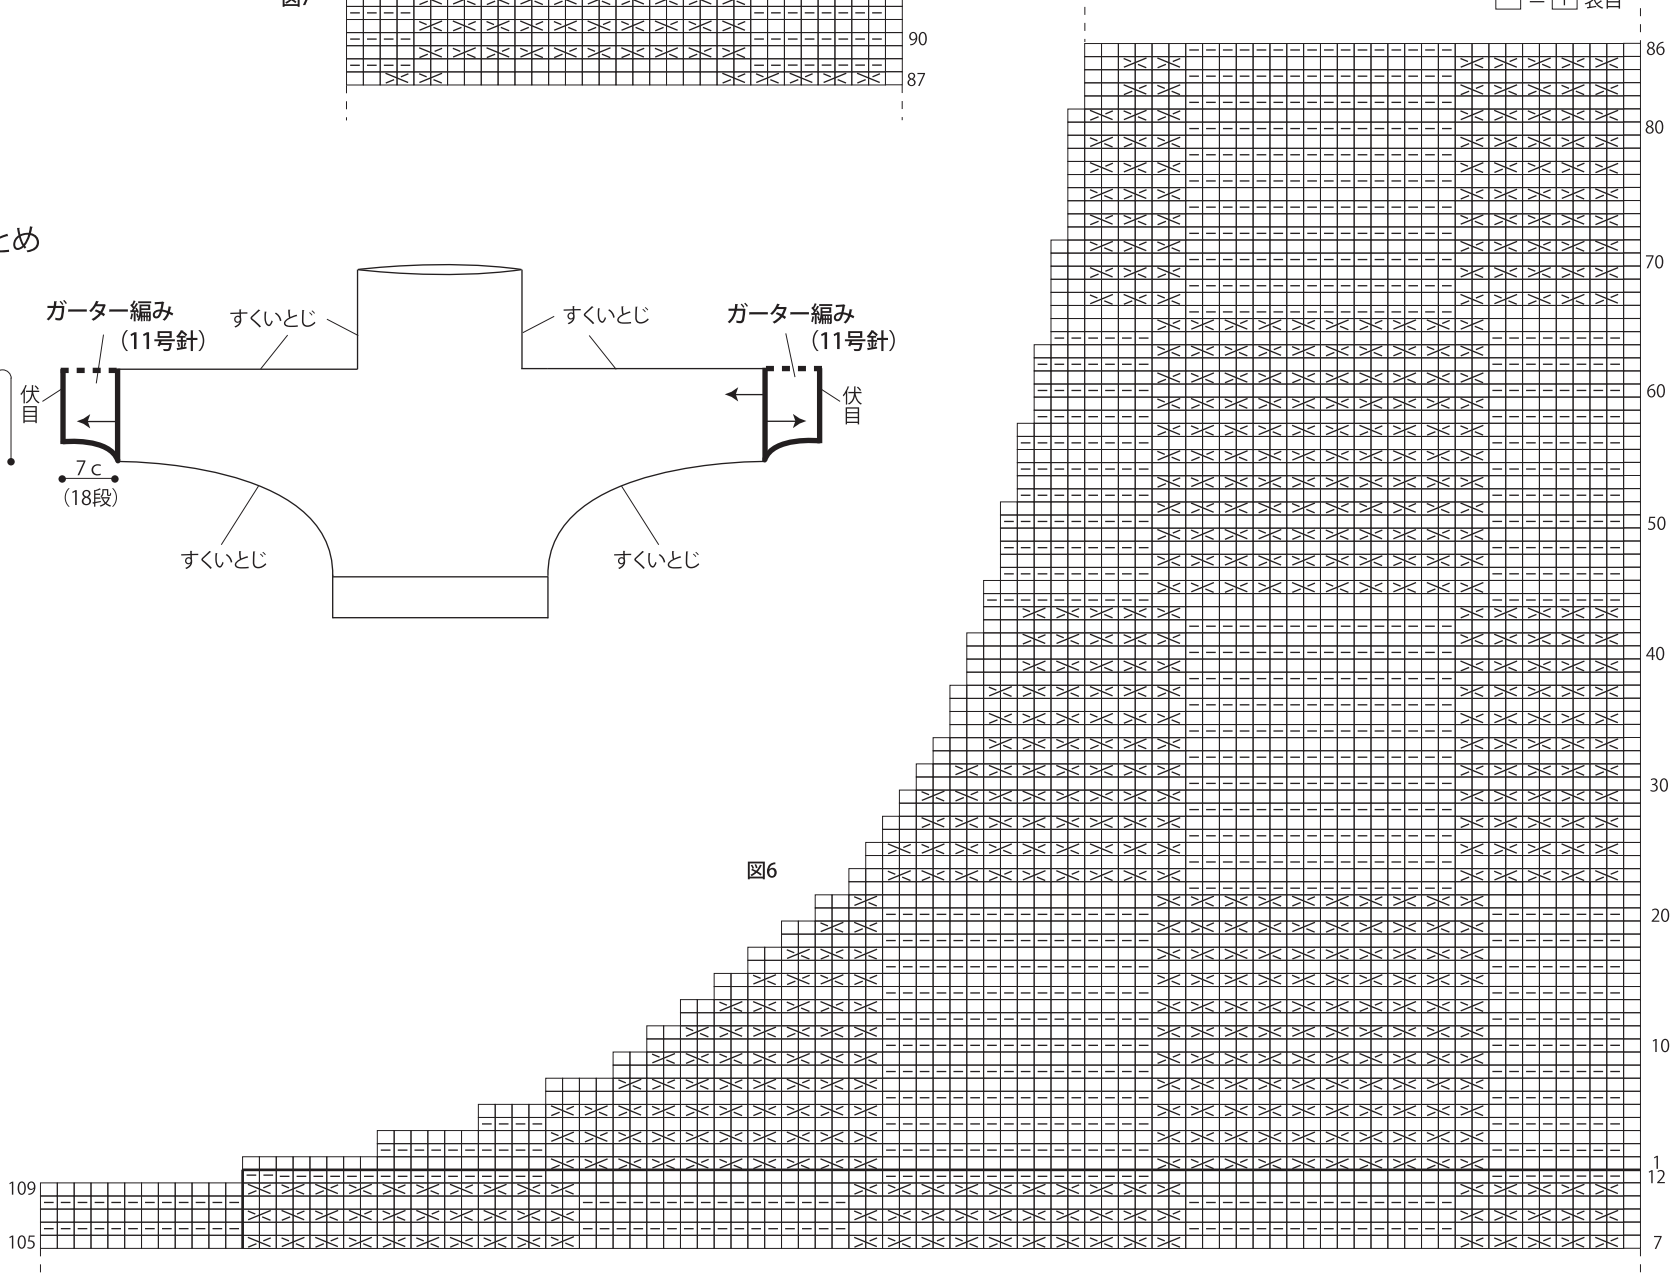 図7
90
87
表目
とめ
ガーター編み
(11号針)
すくいとじ
すくいとじ
ガーター編み
(11号針)
伏目
伏目
7c
(18段)
すくいとじ
すくいとじ
図6
86
80
70
60
50
40
30
20
10
1
12
7
109
105